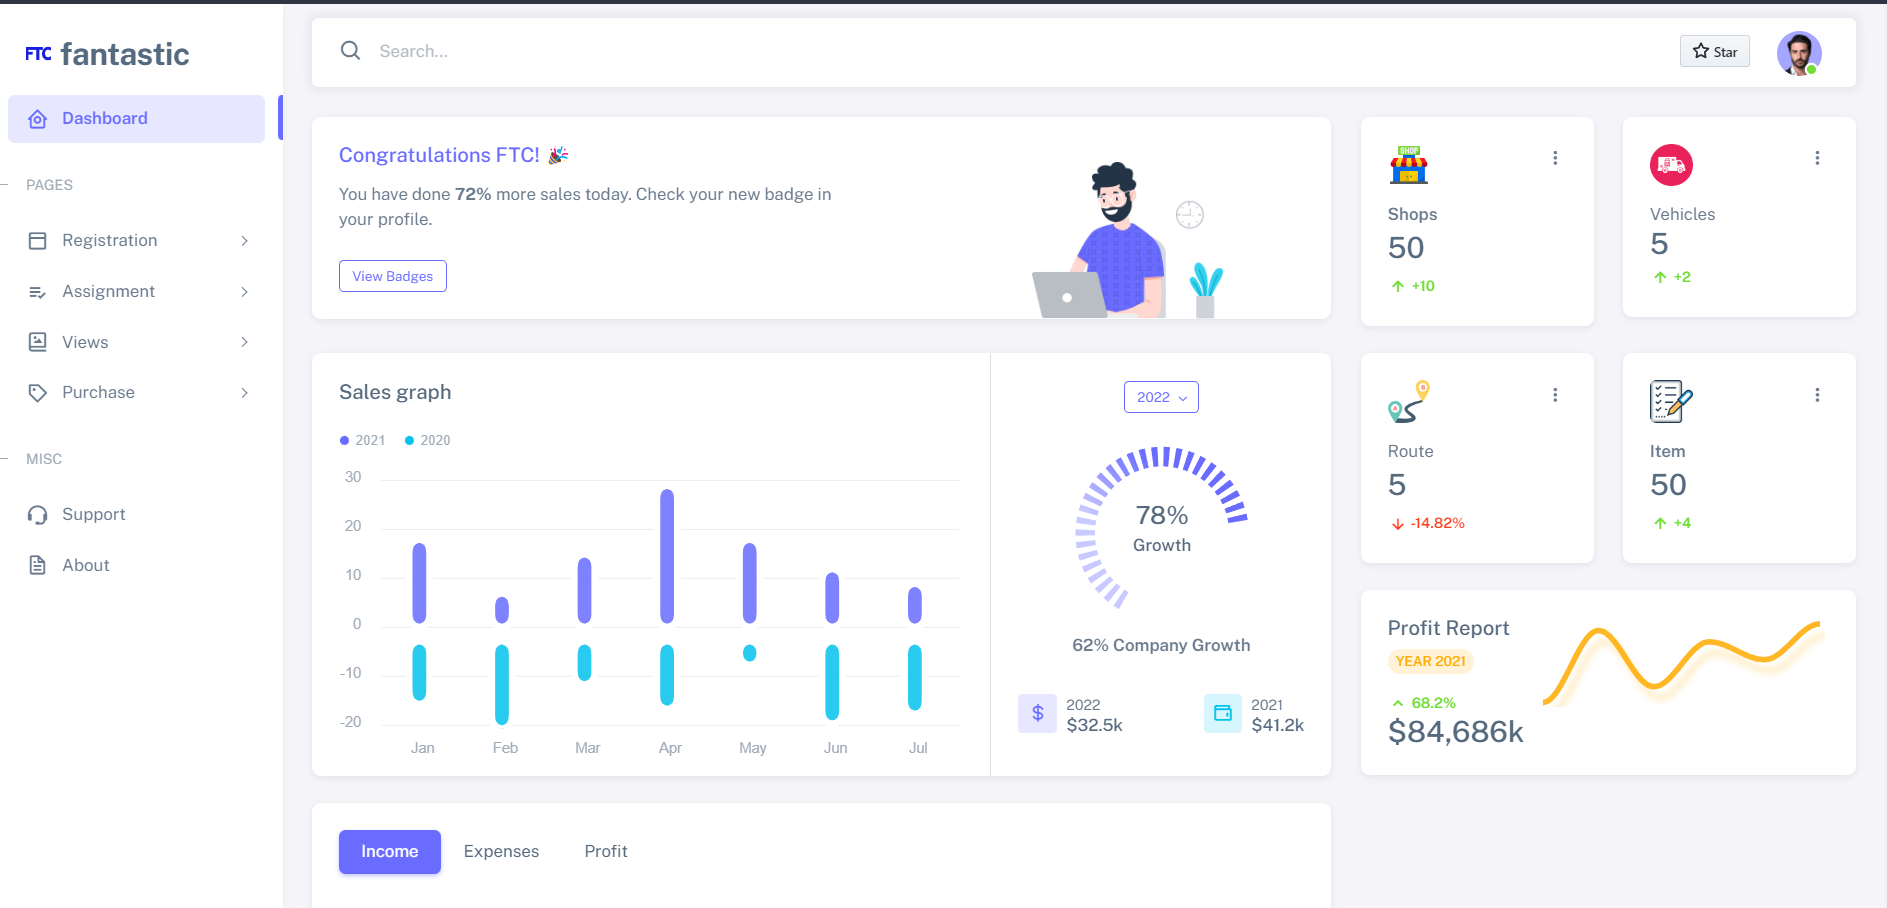 FTC fantastic
Dashboard
PAGES
Registration
Assignment
Views
Purchase
MISC
Support
About
Search...
Star
Congratulations FTC! 🎉
You have done 72% more sales today. Check your new badge in
your profile.
View Badges
SHOP
Shops
50
+10
Vehicles
5
+2
Sales graph
2021
2020
30
20
10
0
-10
-20
Jan
Feb
Mar
Apr
May
Jun
Jul
2022
78%
Growth
62% Company Growth
$
2022
$32.5k
2021
$41.2k
A
B
Route
5
-14.82%
Item
50
+4
Profit Report
YEAR 2021
68.2%
$84,686k
Income
Expenses
Profit